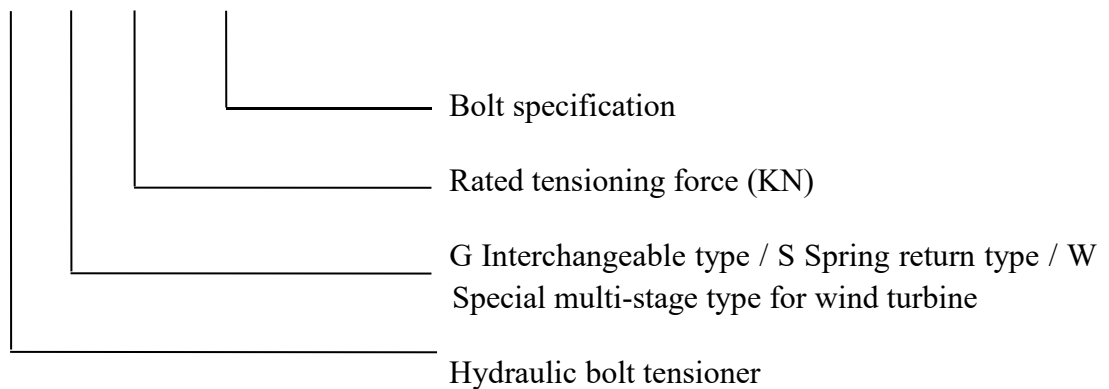 Bolt specification
Rated tensioning force (KN)
G Interchangeable type / S Spring return type / W
Special multi-stage type for wind turbine
Hydraulic bolt tensioner